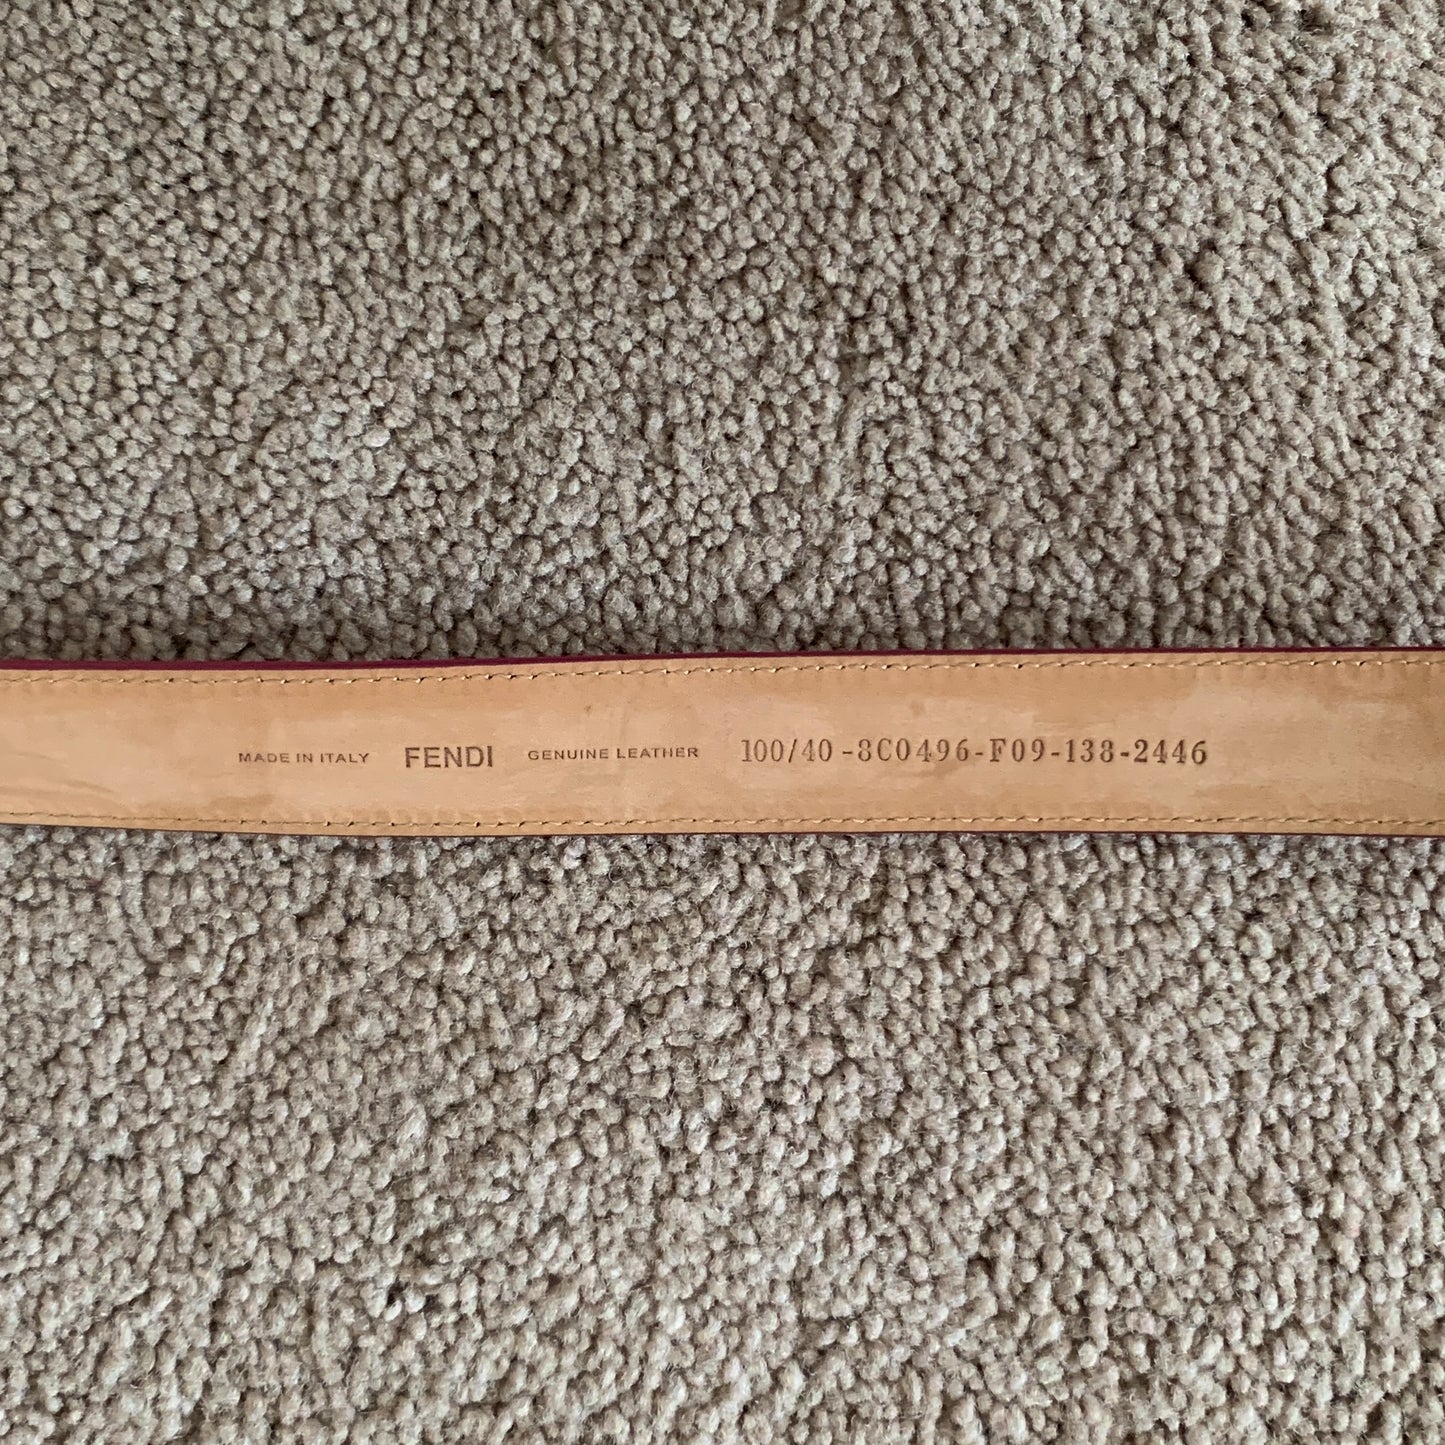 MADE IN ITALY FENDI GENUINE LEATHER 100/40-8C0496-F09-138-2446